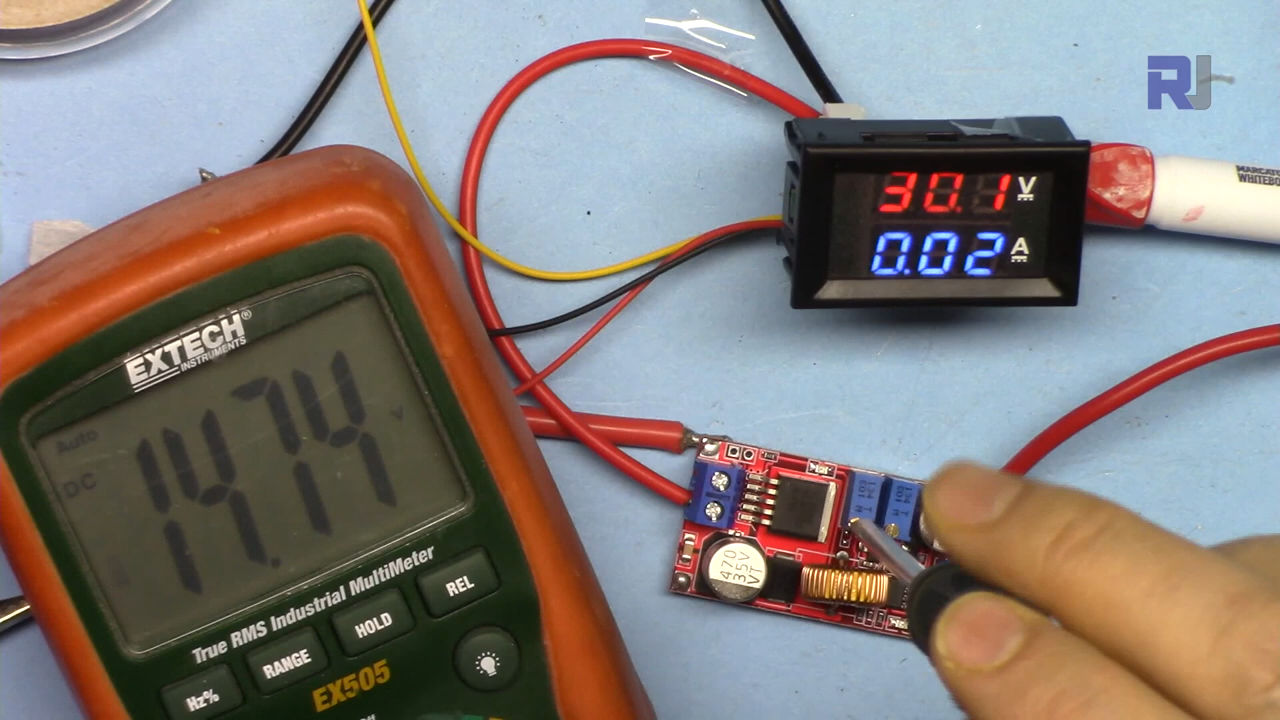 RJ
MARCATO
WHITEBO
30.1 V
0.02 A
EXTECH®
INSTRUMENTS
Auto
DC
14.74
V
True RMS Industrial MultiMeter
Hz%
RANGE
HOLD
REL
EX505
470
35V
VT